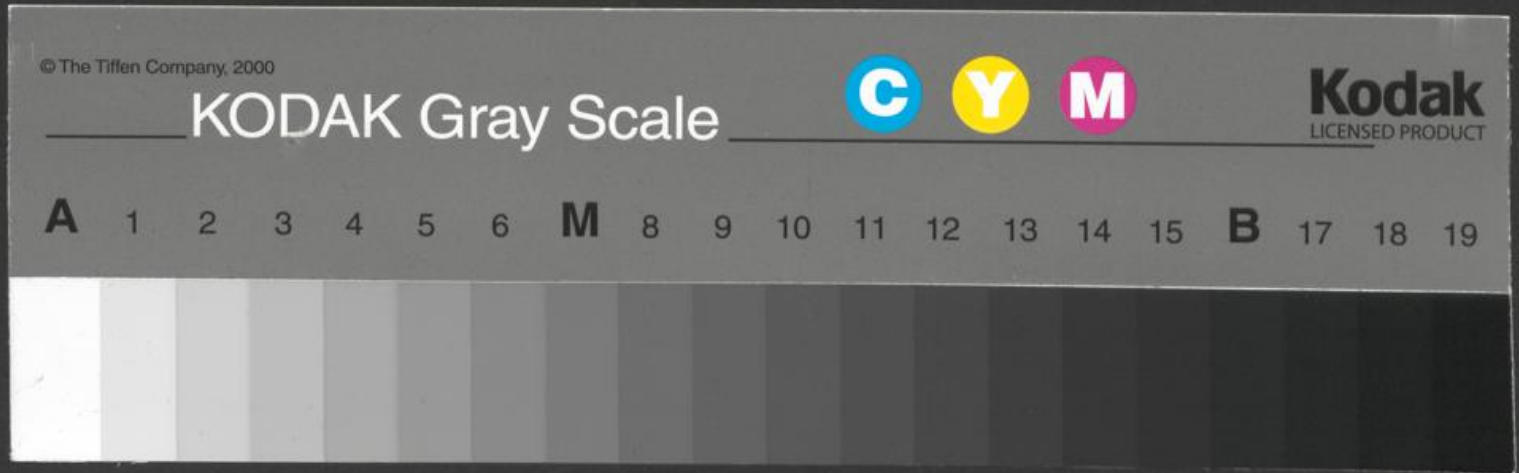 © The Tiffen Company, 2000
KODAK Gray Scale
C Y M
Kodak
LICENSED PRODUCT
A 1 2 3 4 5 6 M 8 9 10 11 12 13 14 15 B 17 18 19